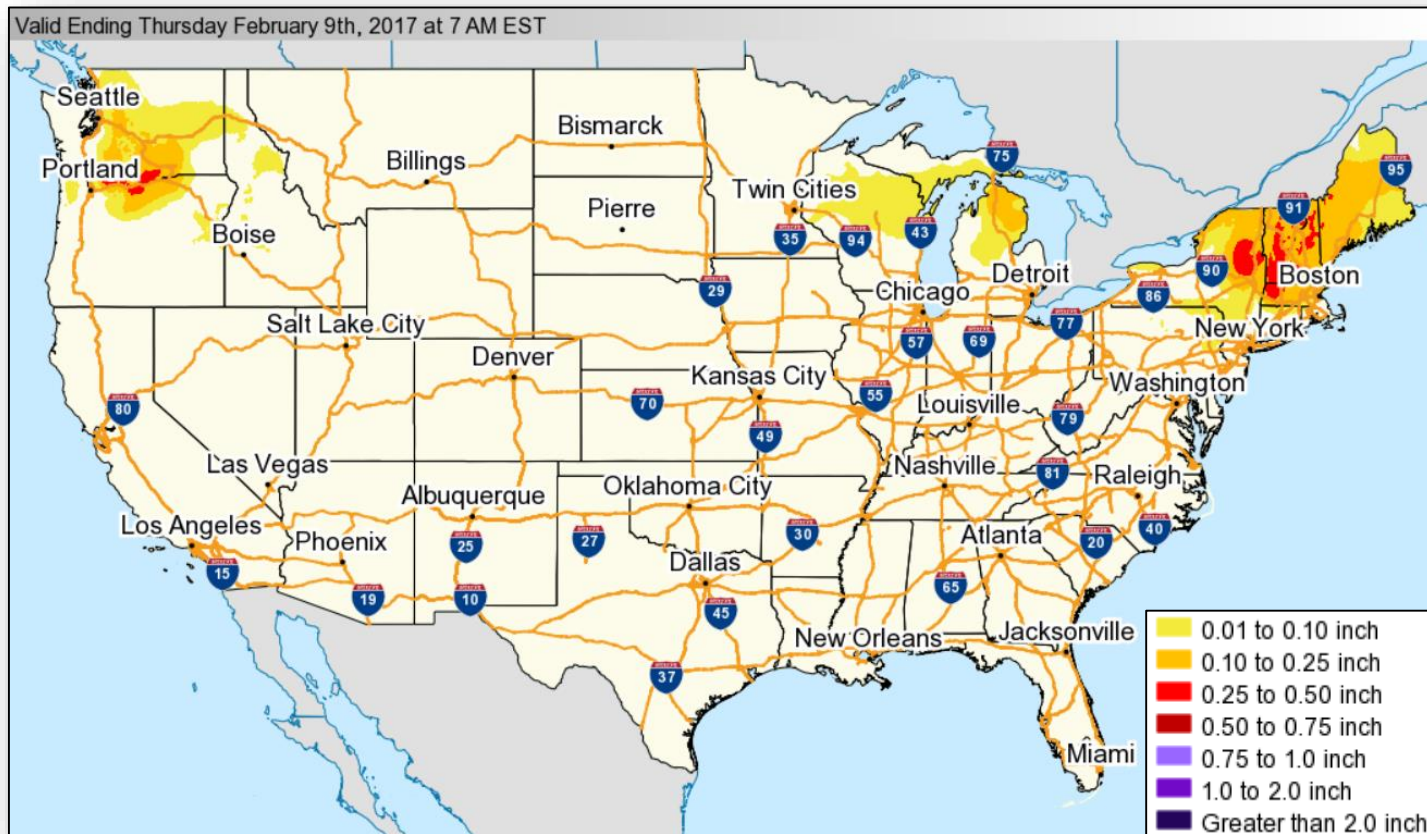 Valid Ending Thursday February 9th, 2017 at 7 AM EST
Seattle
Portland
Billings
Bismarck
Pierre
Twin Cities
75
95
91
Boise
35
94
43
90
Boston
Detroit
86
29
Chicago
New York
Salt Lake City
57
69
77
Denver
Kansas City
Washington
80
70
55
Louisville
79
49
Las Vegas
Nashville
81
Raleigh
Albuquerque
Oklahoma City
Los Angeles
Phoenix
25
27
30
Atlanta
20
40
15
Dallas
19
10
45
65
New Orleans
Jacksonville
37
Miami
0.01 to 0.10 inch
0.10 to 0.25 inch
0.25 to 0.50 inch
0.50 to 0.75 inch
0.75 to 1.0 inch
1.0 to 2.0 inch
Greater than 2.0 inch